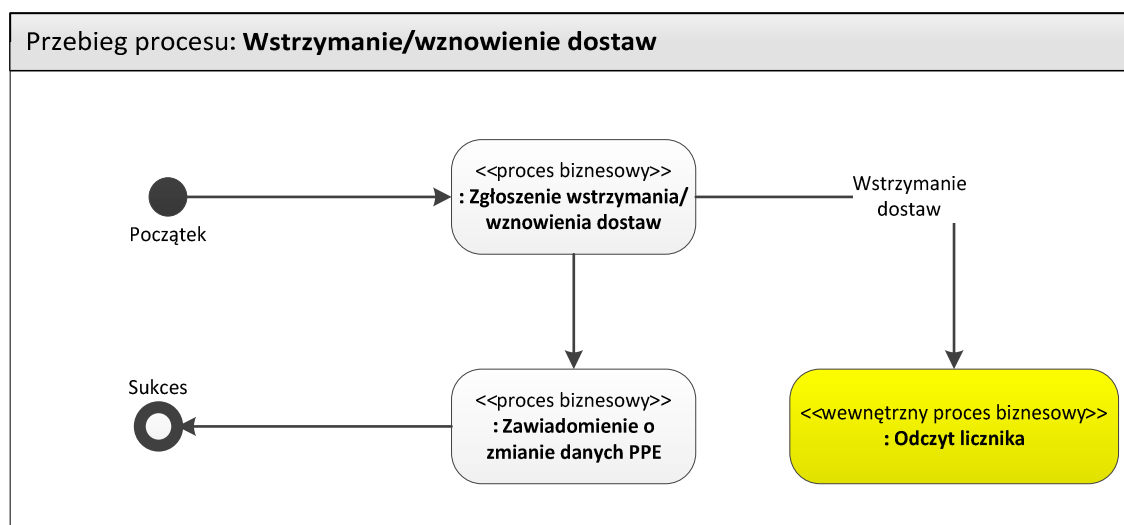 Przebieg procesu: Wstrzymanie/wznowienie dostaw
<<proces biznesowy>>
: Zgłoszenie wstrzymania/
wznowienia dostaw
Wstrzymanie
dostaw
Początek
Sukces
<<proces biznesowy>>
: Zawiadomienie o
zmianie danych PPE
<<wewnętrzny proces biznesowy>>
: Odczyt licznika